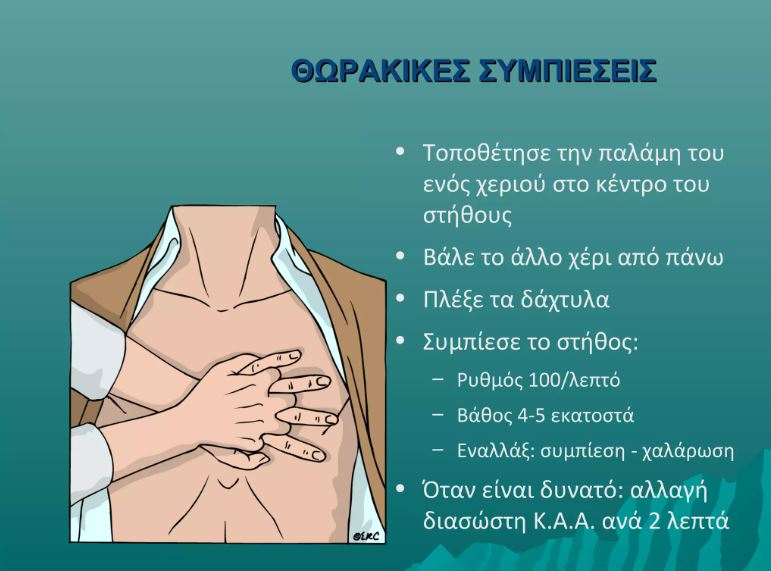 ΘΩΡΑΚΙΚΕΣ ΣΥΜΠΙΕΣΕΙΣ
• Τοποθέτησε την παλάμη του
ενός χεριού στο κέντρο του
στήθους
• Βάλε το άλλο χέρι από πάνω
• Πλέξε τα δάχτυλα
• Συμπίεσε το στήθος:
– Ρυθμός 100/λεπτό
– Βάθος 4-5 εκατοστά
– Εναλλάξ: συμπίεση - χαλάρωση
• Όταν είναι δυνατό: αλλαγή
διασώστη Κ.Α.Α. ανά 2 λεπτά
@ERC